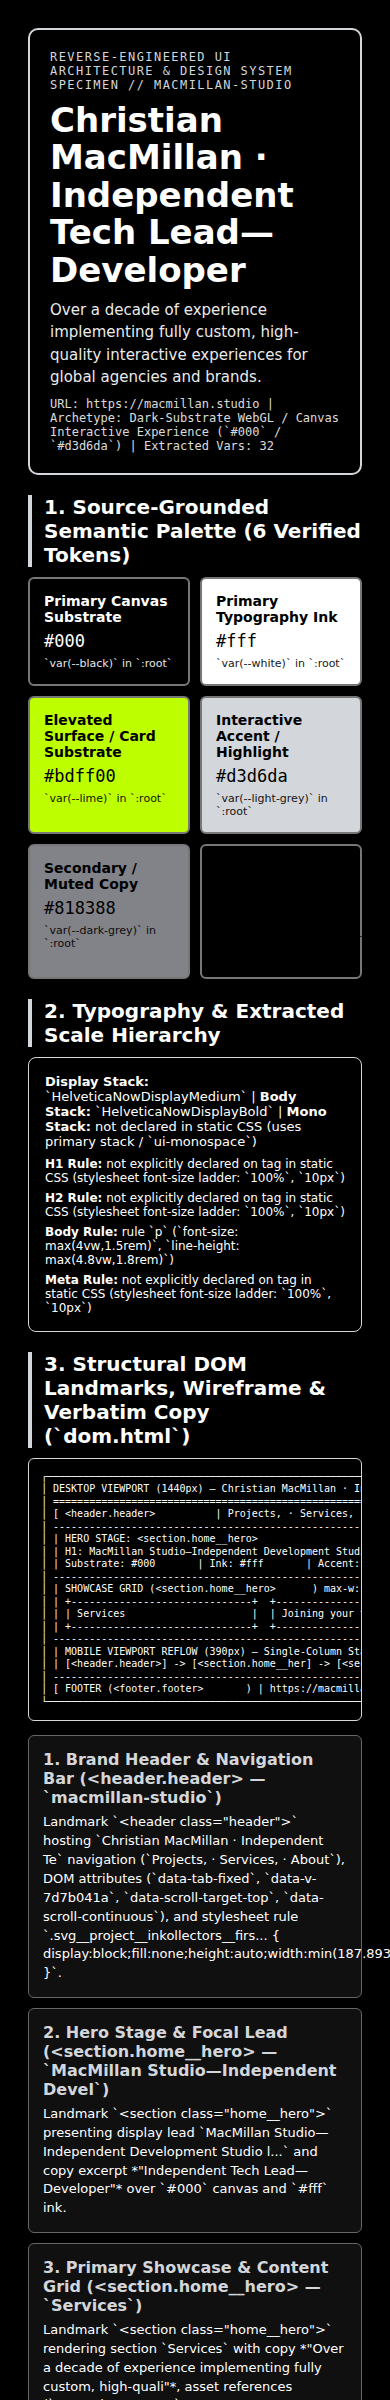 REVERSE-ENGINEERED UI
ARCHITECTURE & DESIGN SYSTEM
SPECIMEN // MACMILLAN-STUDIO
Christian
MacMillan ·
Independent
Tech Lead—
Developer
Over a decade of experience
implementing fully custom, high-
quality interactive experiences for
global agencies and brands.
URL: https://macmillan.studio |
Archetype: Dark-Substrate WebGL / Canvas
Interactive Experience (`#000` /
`#d3d6da`) | Extracted Vars: 32
1. Source-Grounded
Semantic Palette (6 Verified
Tokens)
Primary Canvas
Substrate
#000
`var(--black)` in `:root`
Primary
Typography Ink
#fff
`var(--white)` in `:root`
Elevated
Surface / Card
Substrate
#bdff00
`var(--lime)` in `:root`
Interactive
Accent /
Highlight
#d3d6da
`var(--light-grey)` in
`:root`
Secondary /
Muted Copy
#818388
`var(--dark-grey)` in
`:root`
2. Typography & Extracted
Scale Hierarchy
Display Stack:
`HelveticaNowDisplayMedium` | Body
Stack: `HelveticaNowDisplayBold` | Mono
Stack: not declared in static CSS (uses
primary stack / `ui-monospace`)
H1 Rule: not explicitly declared on tag in static
CSS (stylesheet font-size ladder: `100%`, `10px`)
H2 Rule: not explicitly declared on tag in static
CSS (stylesheet font-size ladder: `100%`, `10px`)
Body Rule: rule `p` (`font-size:
max(4vw,1.5rem)`, `line-height:
max(4.8vw,1.8rem)`)
Meta Rule: not explicitly declared on tag in
static CSS (stylesheet font-size ladder: `100%`,
`10px`)
3. Structural DOM
Landmarks, Wireframe &
Verbatim Copy
(`dom.html`)
│ DESKTOP VIEWPORT (1440px) — Christian MacMillan · I
│ ===================================================
│ [ <header.header>          | Projects, · Services,
│ ---------------------------------------------------
│ | HERO STAGE: <section.home__hero>
│ | H1: MacMillan Studio—Independent Development Stud
│ | Substrate: #000       | Ink: #fff       | Accent:
│ ---------------------------------------------------
│ | SHOWCASE GRID (<section.home__hero>      ) max-w:
│ | +-----------------------------+  +---------------
│ | | Services                     |  | Joining your
│ | +-----------------------------+  +---------------
│ ---------------------------------------------------
│ | MOBILE VIEWPORT REFLOW (390px) — Single-Column St
│ | [<header.header>] -> [<section.home__her] -> [<se
│ ---------------------------------------------------
│ [ FOOTER (<footer.footer>       ) | https://macmill
1. Brand Header & Navigation
Bar (<header.header> —
`macmillan-studio`)
Landmark `<header class="header">`
hosting `Christian MacMillan · Independent
Te` navigation (`Projects, · Services, · About`),
DOM attributes (`data-tab-fixed`, `data-v-
7d7b041a`, `data-scroll-target-top`, `data-
scroll-continuous`), and stylesheet rule
`.svg__project__inkollectors__firs... {
display:block;fill:none;height:auto;width:min(187.893
}`.
2. Hero Stage & Focal Lead
(<section.home__hero> —
`MacMillan Studio—Independent
Devel`)
Landmark `<section class="home__hero">`
presenting display lead `MacMillan Studio—
Independent Development Studio l...` and
copy excerpt *"Independent Tech Lead—
Developer"* over `#000` canvas and `#fff`
ink.
3. Primary Showcase & Content
Grid (<section.home__hero> —
`Services`)
Landmark `<section class="home__hero">`
rendering section `Services` with copy *"Over
a decade of experience implementing fully
custom, high-quali"*, asset references